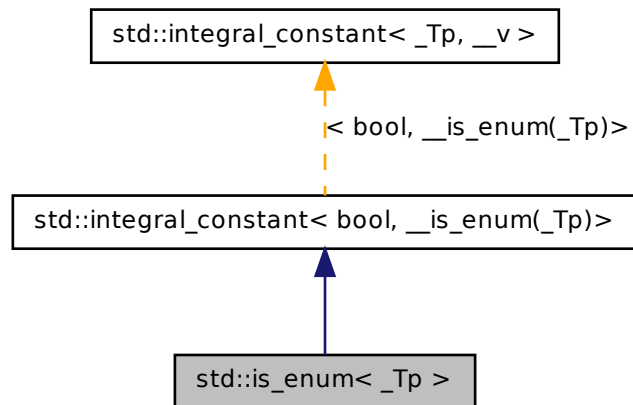 std::integral_constant< _Tp, __v >
< bool, __is_enum(_Tp)>
std::integral_constant< bool, __is_enum(_Tp)>
std::is_enum< _Tp >